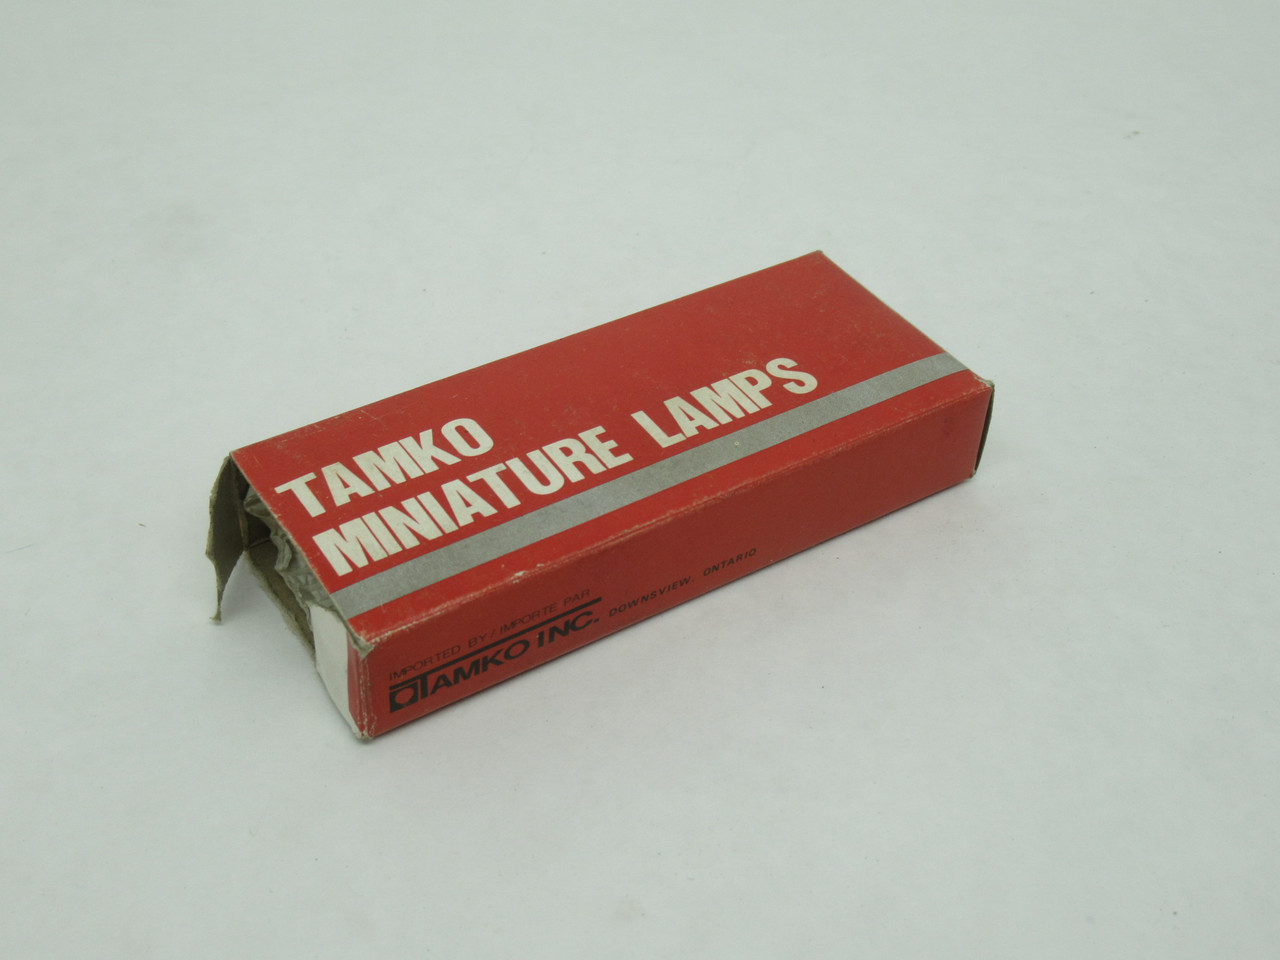 TAMKO
MINIATURE LAMPS
IMPORTED BY / IMPORTE PAR
TAMKO INC. DOWNSVIEW, ONTARIO